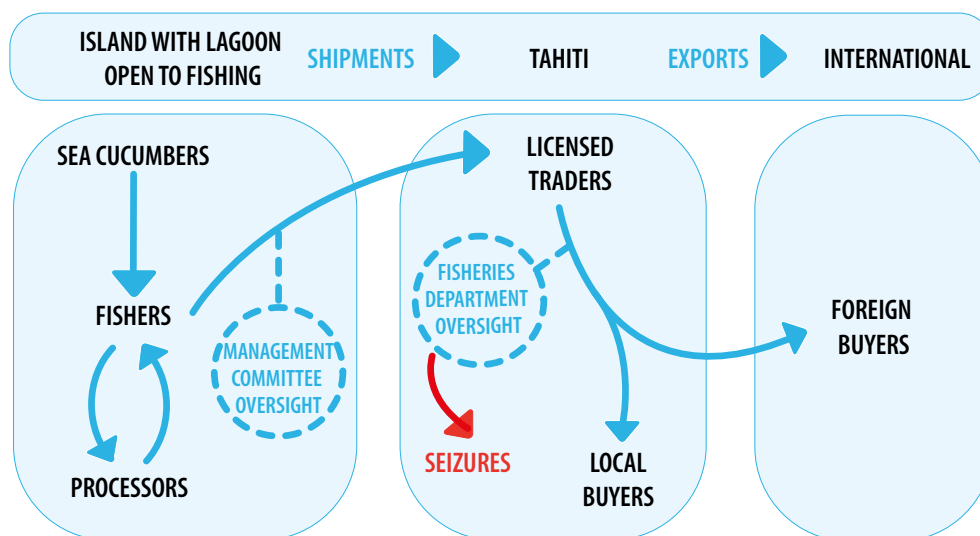 ISLAND WITH LAGOON
OPEN TO FISHING
SHIPMENTS
TAHITI
EXPORTS
INTERNATIONAL
SEA CUCUMBERS
FISHERS
MANAGEMENT
COMMITTEE
OVERSIGHT
PROCESSORS
LICENSED
TRADERS
FISHERIES
DEPARTMENT
OVERSIGHT
SEIZURES
LOCAL
BUYERS
FOREIGN
BUYERS